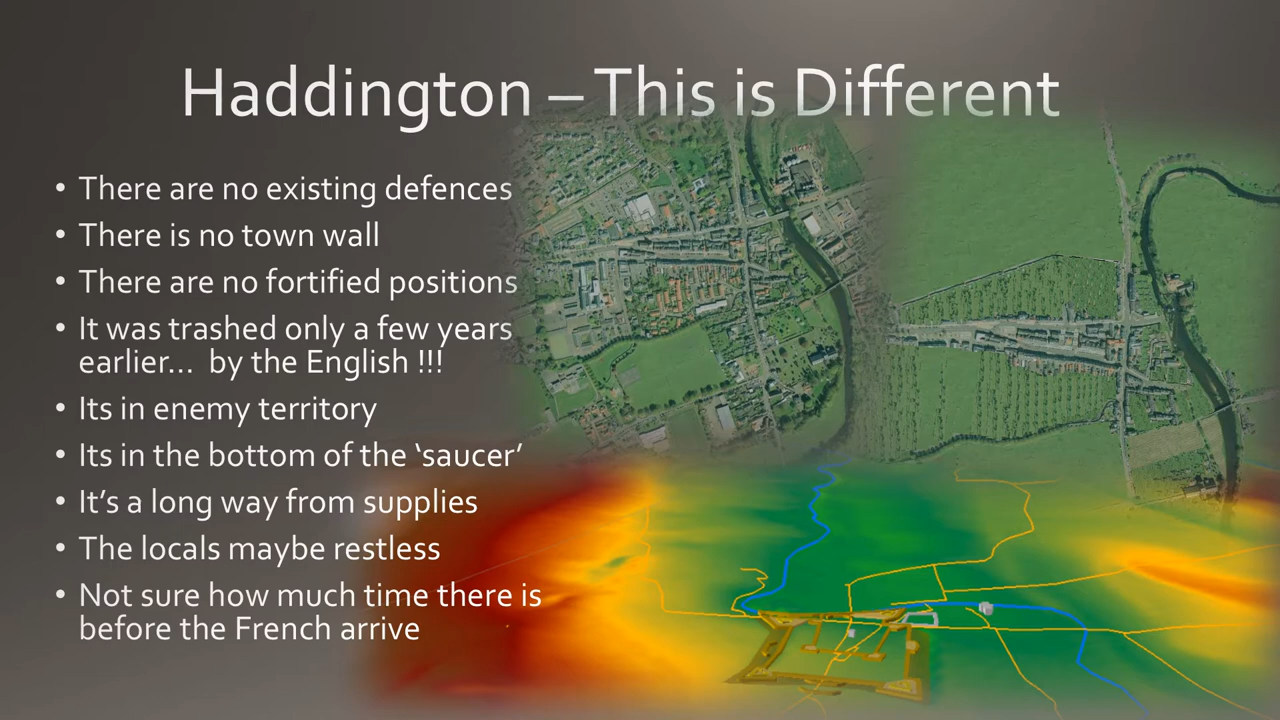 Haddington – This is Different
• There are no existing defences
• There is no town wall
• There are no fortified positions
• It was trashed only a few years
earlier… by the English !!!
• Its in enemy territory
• Its in the bottom of the ‘saucer’
• It’s a long way from supplies
• The locals maybe restless
• Not sure how much time there is
before the French arrive